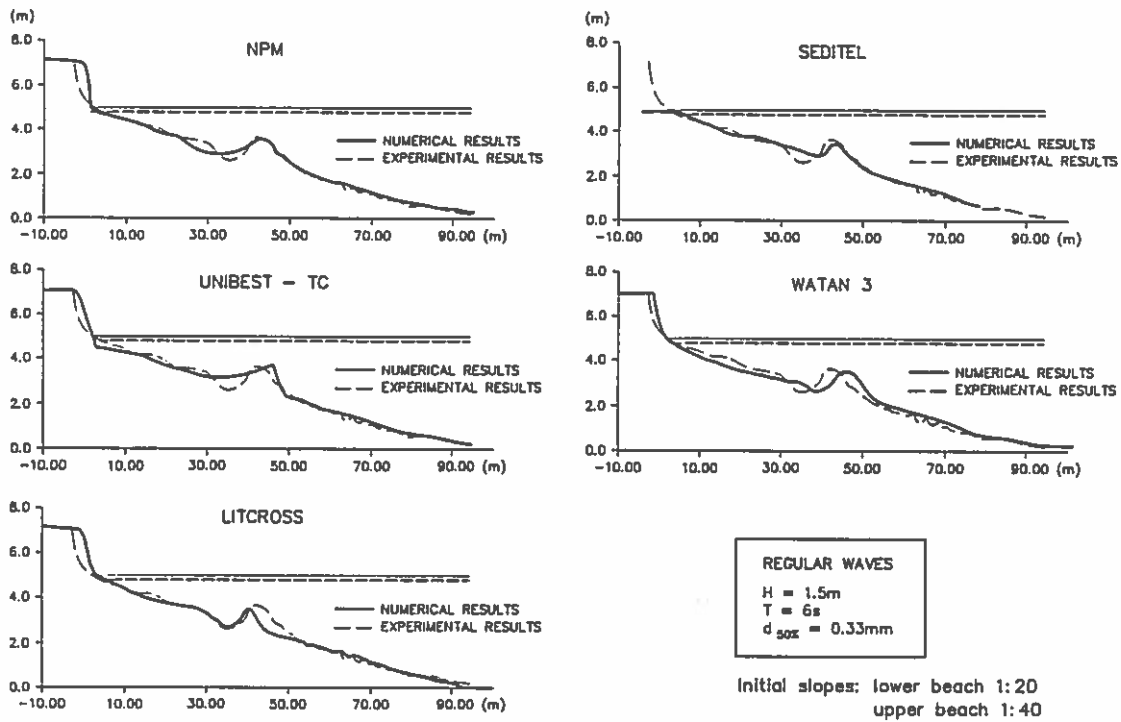 (m)
NPM
8.0
6.0
4.0
2.0
0.0
NUMERICAL RESULTS
EXPERIMENTAL RESULTS
-10.00 10.00 30.00 50.00 70.00 90.00 (m)
(m)
SEDITEL
8.0
6.0
4.0
2.0
0.0
NUMERICAL RESULTS
EXPERIMENTAL RESULTS
-10.00 10.00 30.00 50.00 70.00 90.00 (m)
UNIBEST - TC
8.0
6.0
4.0
2.0
0.0
NUMERICAL RESULTS
EXPERIMENTAL RESULTS
-10.00 10.00 30.00 50.00 70.00 90.00 (m)
WATAN 3
8.0
6.0
4.0
2.0
0.0
NUMERICAL RESULTS
EXPERIMENTAL RESULTS
-10.00 10.00 30.00 50.00 70.00 90.00 (m)
LITCROSS
8.0
6.0
4.0
2.0
0.0
NUMERICAL RESULTS
EXPERIMENTAL RESULTS
-10.00 10.00 30.00 50.00 70.00 90.00 (m)
REGULAR WAVES
H = 1.5m
T = 6s
d 50% = 0.33mm
Initial slopes: lower beach 1:20
upper beach 1:40